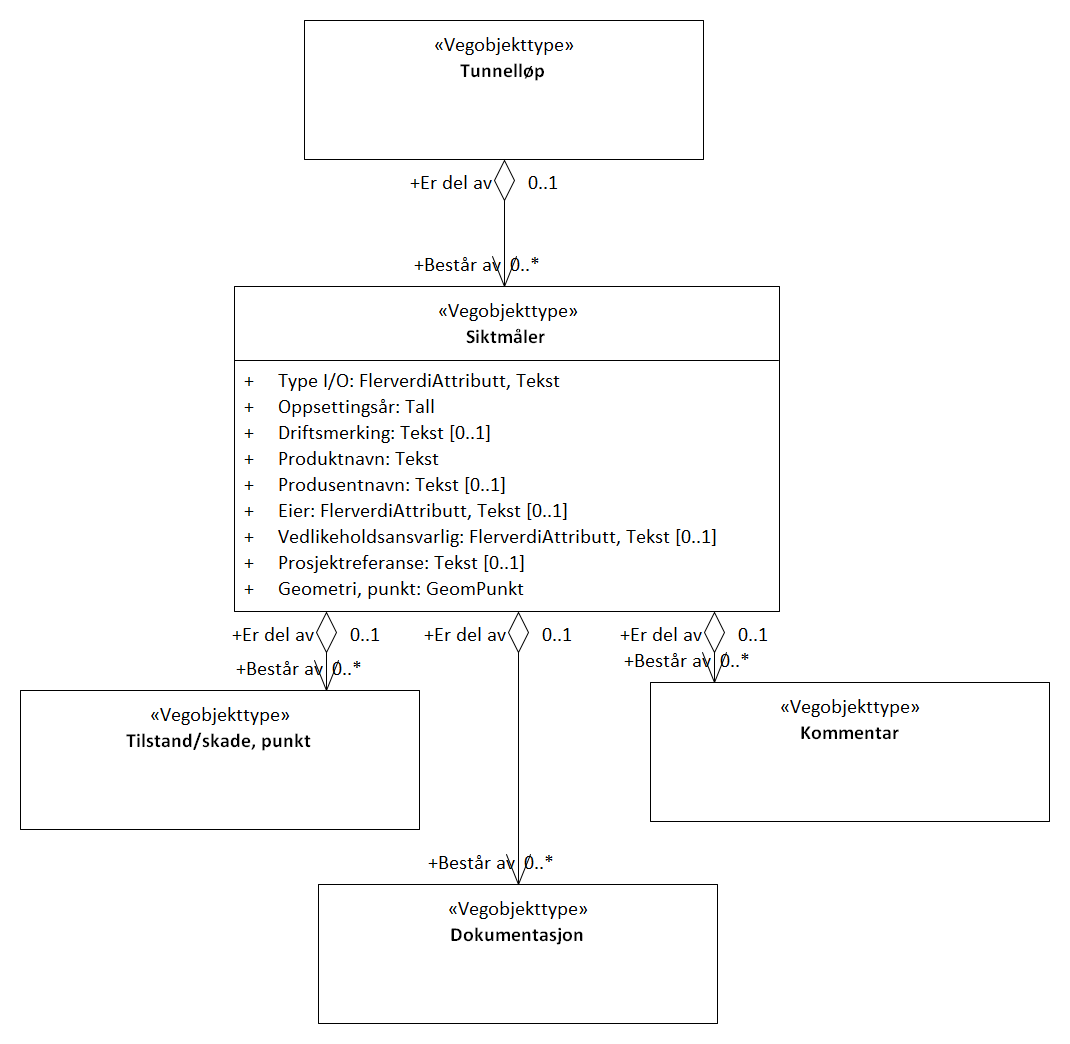 «Vegobjekttype»
Tunnelløp
+Er del av 0..1
+Består av 0..*
«Vegobjekttype»
Siktmåler
+ Type I/O: FlerverdiAttributt, Tekst
+ Oppsettingsår: Tall
+ Driftsmerking: Tekst [0..1]
+ Produktnavn: Tekst
+ Produsentnavn: Tekst [0..1]
+ Eier: FlerverdiAttributt, Tekst [0..1]
+ Vedlikeholdsansvarlig: FlerverdiAttributt, Tekst [0..1]
+ Prosjektreferanse: Tekst [0..1]
+ Geometri, punkt: GeomPunkt
+Er del av 0..1 +Er del av 0..1 +Er del av 0..1
+Består av 0..* +Består av 0..*
«Vegobjekttype»
Tilstand/skade, punkt
«Vegobjekttype»
Kommentar
+Består av 0..*
«Vegobjekttype»
Dokumentasjon